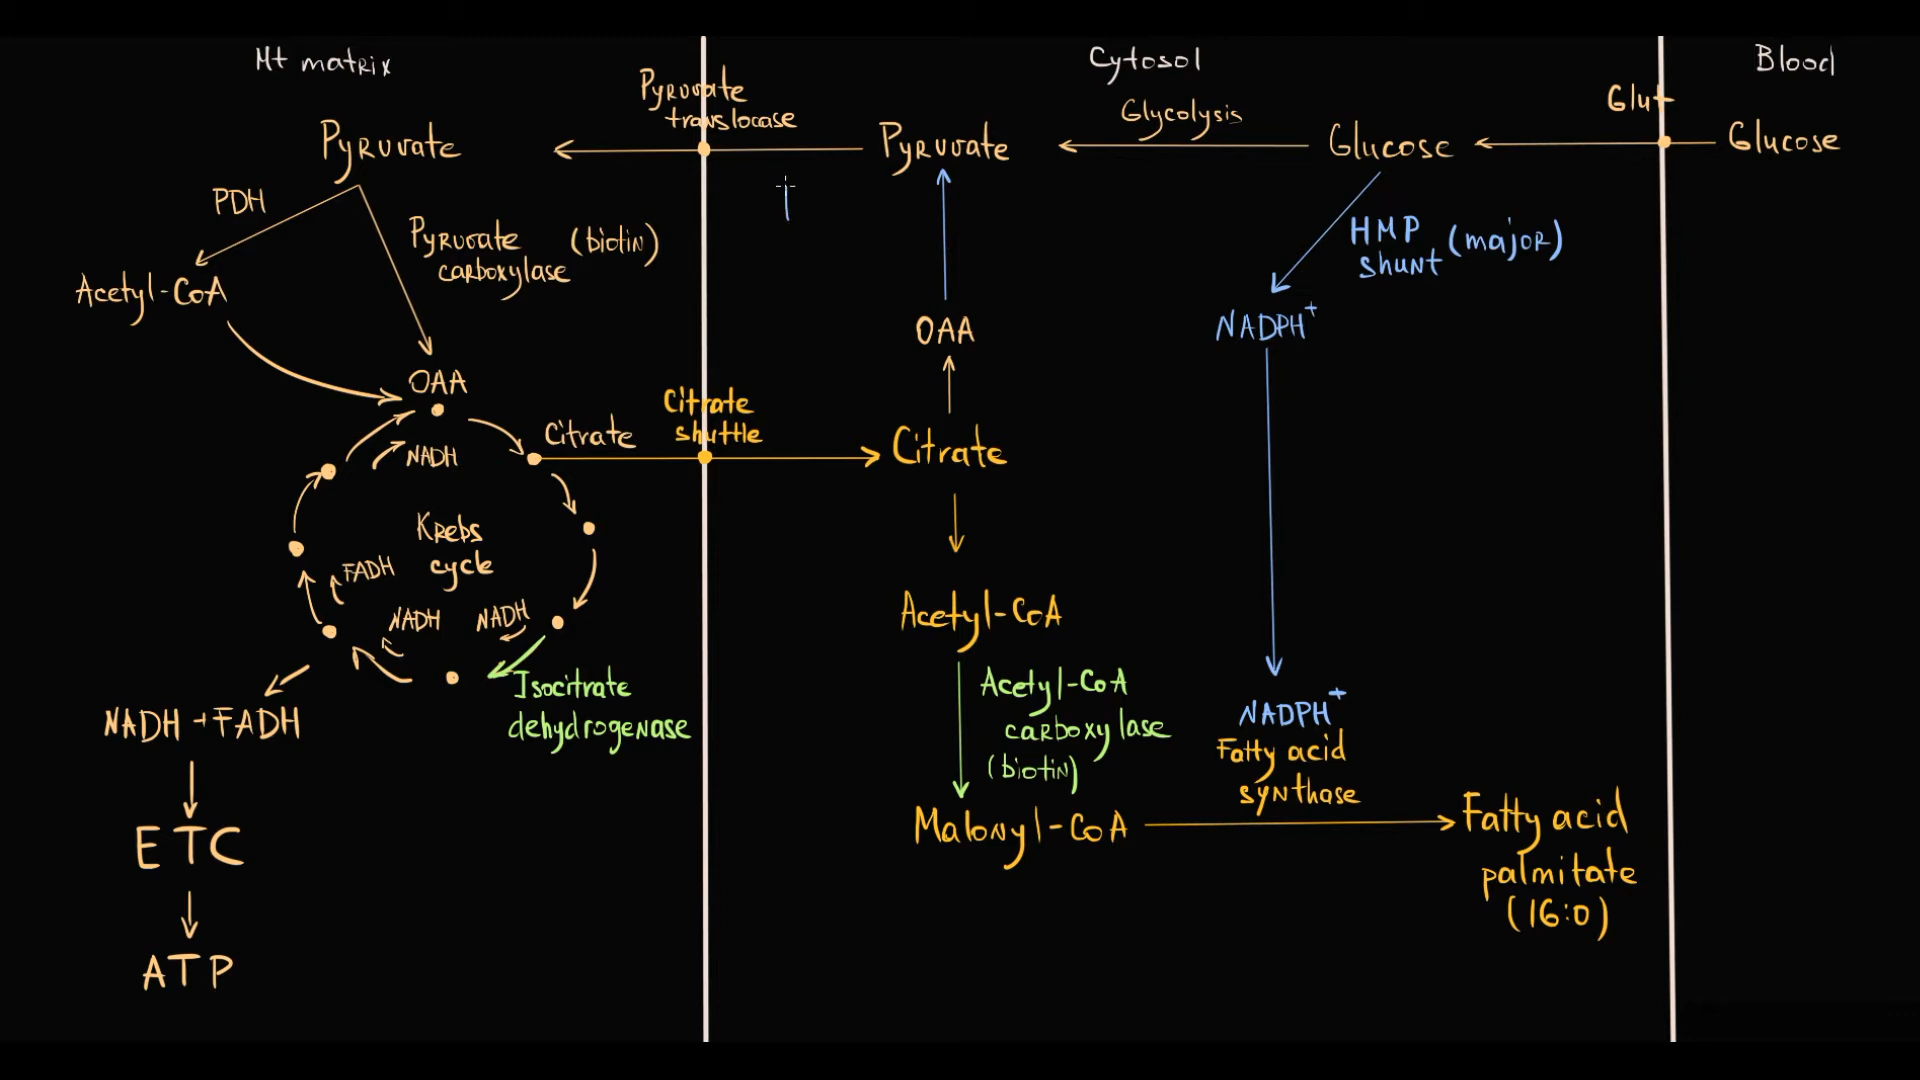 Mt matrix
Cytosol
Blood
Pyruvate
translocase
Glycolysis
Glut
Pyruvate
Pyruvate
Glucose
Glucose
PDH
Pyruvate
carboxylase
(biotin)
HMP
shunt
(major)
Acetyl-CoA
NADPH+
OAA
OAA
Citrate
shuttle
Citrate
Citrate
NADH
Krebs
cycle
FADH
NADH
NADH
Acetyl-CoA
Isocitrate
dehydrogenase
Acetyl-CoA
carboxylase
(biotin)
NADH+FADH
NADPH+
Fatty acid
synthase
ETC
Malonyl-CoA
Fatty acid
palmitate
(16:0)
ATP